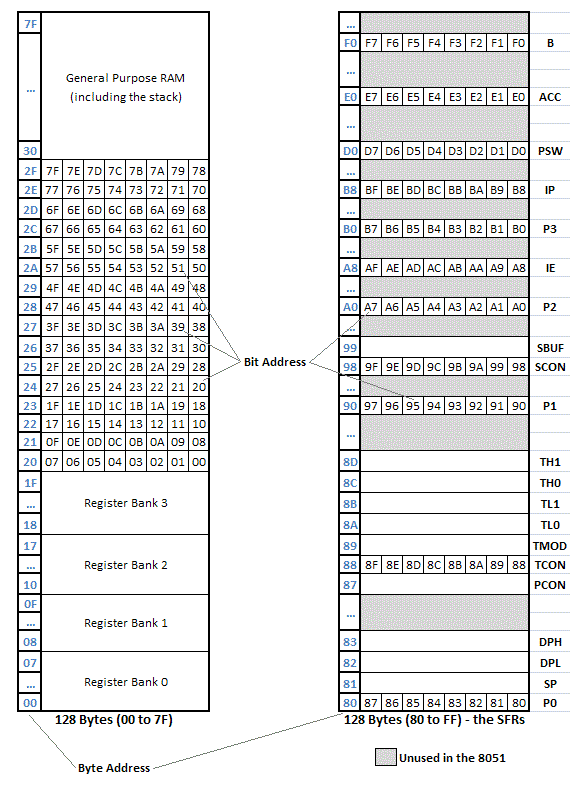 7F
General Purpose RAM
...
(including the stack)
30
2F 7F 7E 7D 7C 7B 7A 79 78
2E 77 76 75 74 73 72 71 70
2D 6F 6E 6D 6C 6B 6A 69 68
2C 67 66 65 64 63 62 61 60
2B 5F 5E 5D 5C 5B 5A 59 58
2A 57 56 55 54 53 52 51 50
29 4F 4E 4D 4C 4B 4A 49 48
28 47 46 45 44 43 42 41 40
27 3F 3E 3D 3C 3B 3A 39 38
26 37 36 35 34 33 32 31 30
25 2F 2E 2D 2C 2B 2A 29 28
24 27 26 25 24 23 22 21 20
23 1F 1E 1D 1C 1B 1A 19 18
22 17 16 15 14 13 12 11 10
21 0F 0E 0D 0C 0B 0A 09 08
20 07 06 05 04 03 02 01 00
1F
... Register Bank 3
18
17
... Register Bank 2
10
0F
... Register Bank 1
08
07
... Register Bank 0
00
128 Bytes (00 to 7F)
Bit Address
Byte Address
...
F0 F7 F6 F5 F4 F3 F2 F1 F0 B
...
E0 E7 E6 E5 E4 E3 E2 E1 E0 ACC
...
D0 D7 D6 D5 D4 D3 D2 D1 D0 PSW
...
B8 BF BE BD BC BB BA B9 B8 IP
...
B0 B7 B6 B5 B4 B3 B2 B1 B0 P3
...
A8 AF AE AD AC AB AA A9 A8 IE
...
A0 A7 A6 A5 A4 A3 A2 A1 A0 P2
...
99 SBUF
98 9F 9E 9D 9C 9B 9A 99 98 SCON
...
90 97 96 95 94 93 92 91 90 P1
...
8D TH1
8C TH0
8B TL1
8A TL0
89 TMOD
88 8F 8E 8D 8C 8B 8A 89 88 TCON
87 PCON
...
83 DPH
82 DPL
81 SP
80 87 86 85 84 83 82 81 80 P0
128 Bytes (80 to FF) - the SFRs
Unused in the 8051